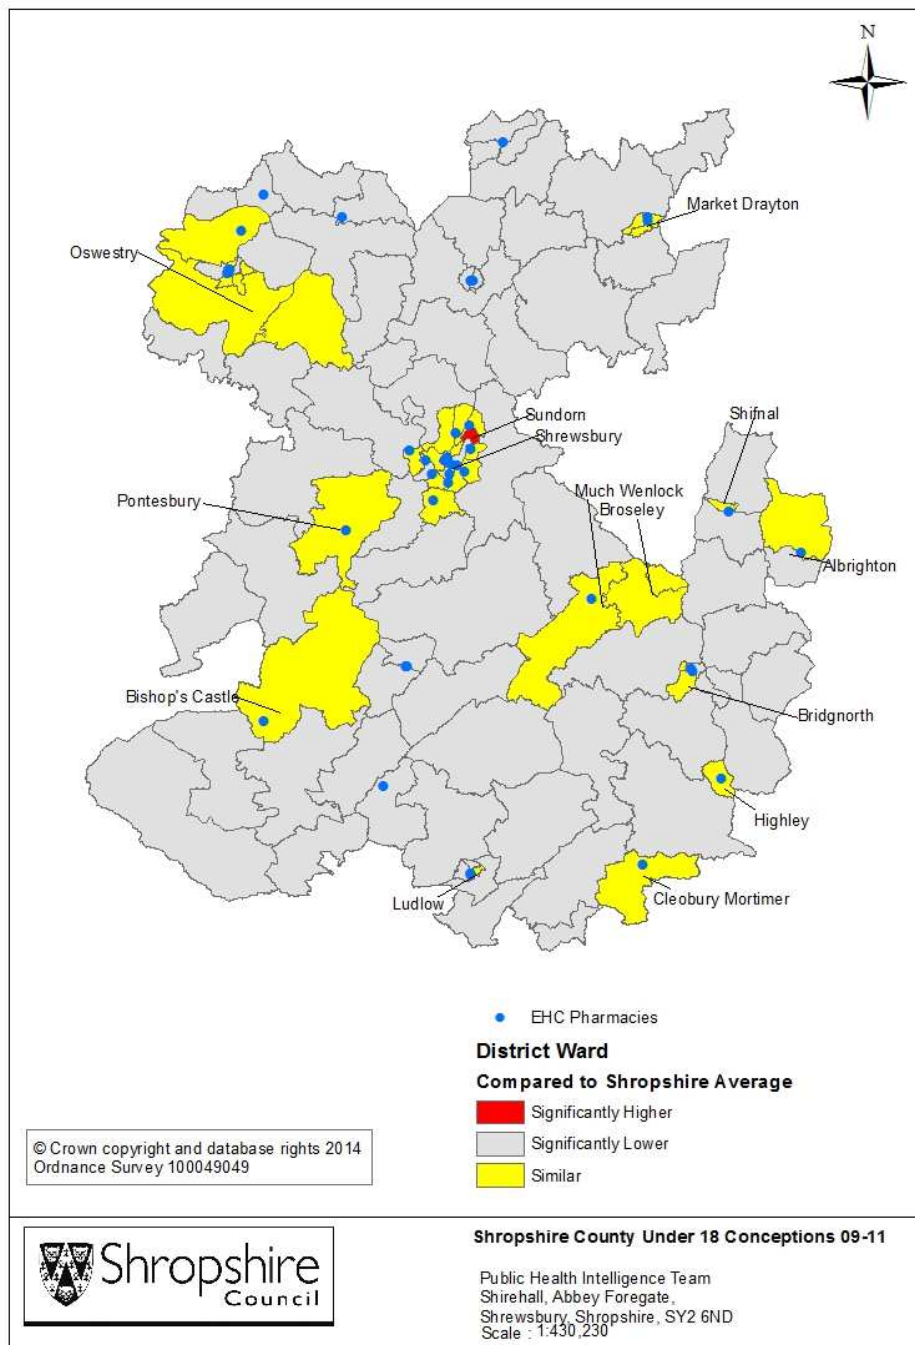 N
Market Drayton
Oswestry
Sundorn
Shrewsbury
Shifnal
Pontesbury
Much Wenlock
Broseley
Albrighton
Bishop's Castle
Bridgnorth
Highley
Ludlow
Cleobury Mortimer
EHC Pharmacies
District Ward
Compared to Shropshire Average
Significantly Higher
Significantly Lower
Similar
© Crown copyright and database rights 2014
Ordnance Survey 100049049
Shropshire
Council
Shropshire County Under 18 Conceptions 09-11
Public Health Intelligence Team
Shirehall, Abbey Foregate,
Shrewsbury, Shropshire, SY2 6ND
Scale : 1:430,230